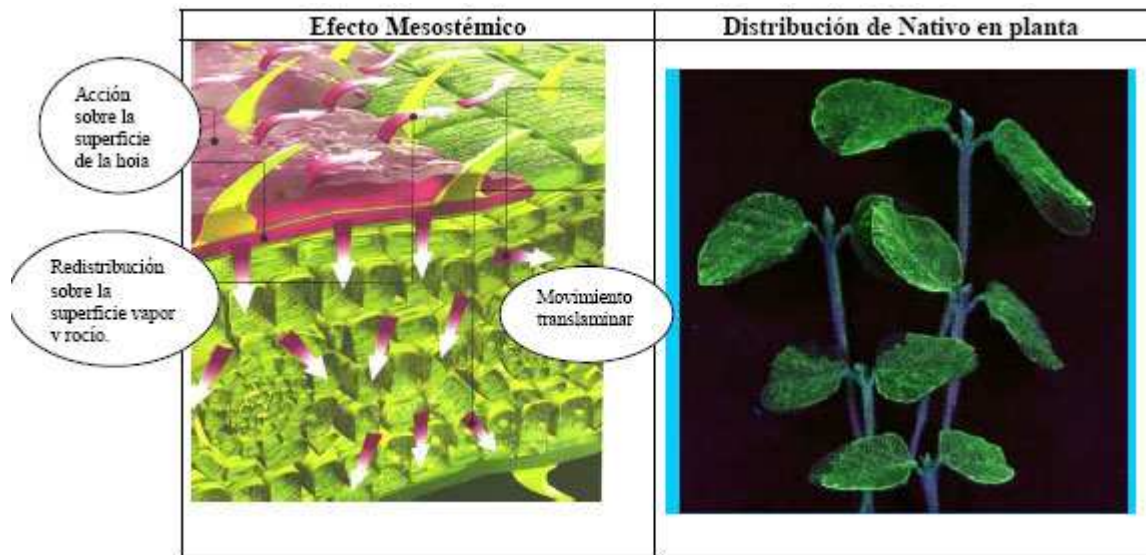 Efecto Mesostémico
Distribución de Nativo en planta
Acción
sobre la
superficie
de la hoja
Redistribución
sobre la
superficie vapor
y rocío.
Movimiento
translaminar